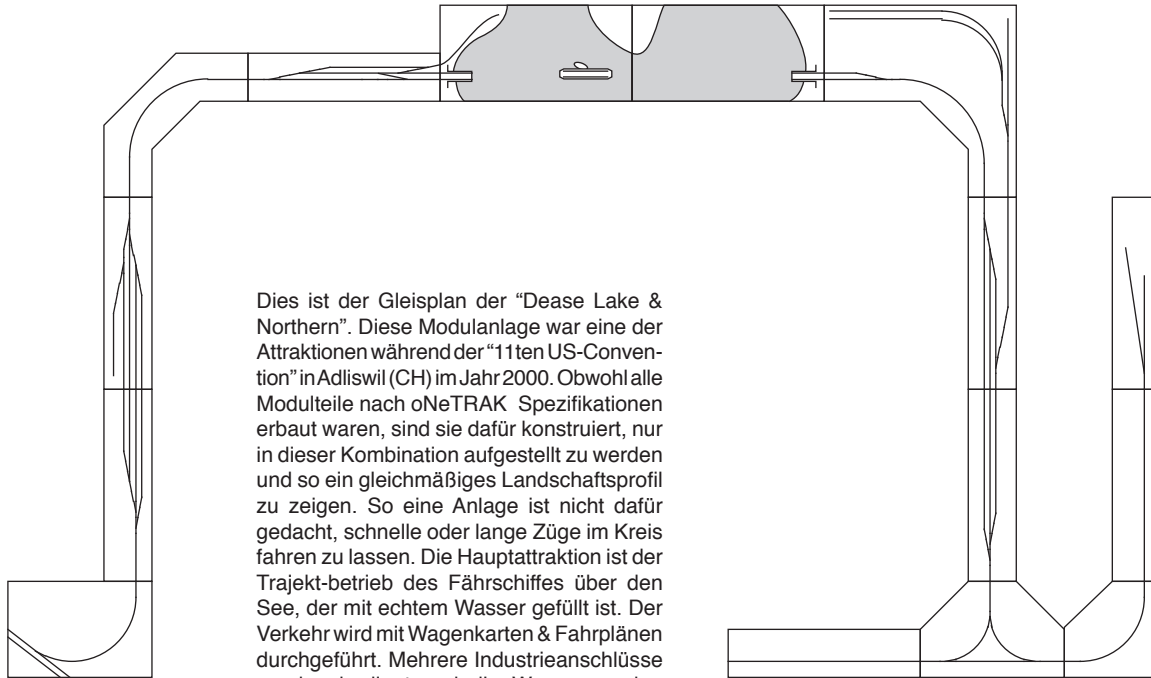 Dies ist der Gleisplan der “Dease Lake &
Northern”. Diese Modulanlage war eine der
Attraktionen während der “11ten US-Conven-
tion” in Adliswil (CH) im Jahr 2000. Obwohl alle
Modulteile nach oNeTRAK Spezifikationen
erbaut waren, sind sie dafür konstruiert, nur
in dieser Kombination aufgestellt zu werden
und so ein gleichmäßiges Landschaftsprofil
zu zeigen. So eine Anlage ist nicht dafür
gedacht, schnelle oder lange Züge im Kreis
fahren zu lassen. Die Hauptattraktion ist der
Trajekt-betrieb des Fährschiffes über den
See, der mit echtem Wasser gefüllt ist. Der
Verkehr wird mit Wagenkarten & Fahrplänen
durchgeführt. Mehrere Industrieanschlüsse